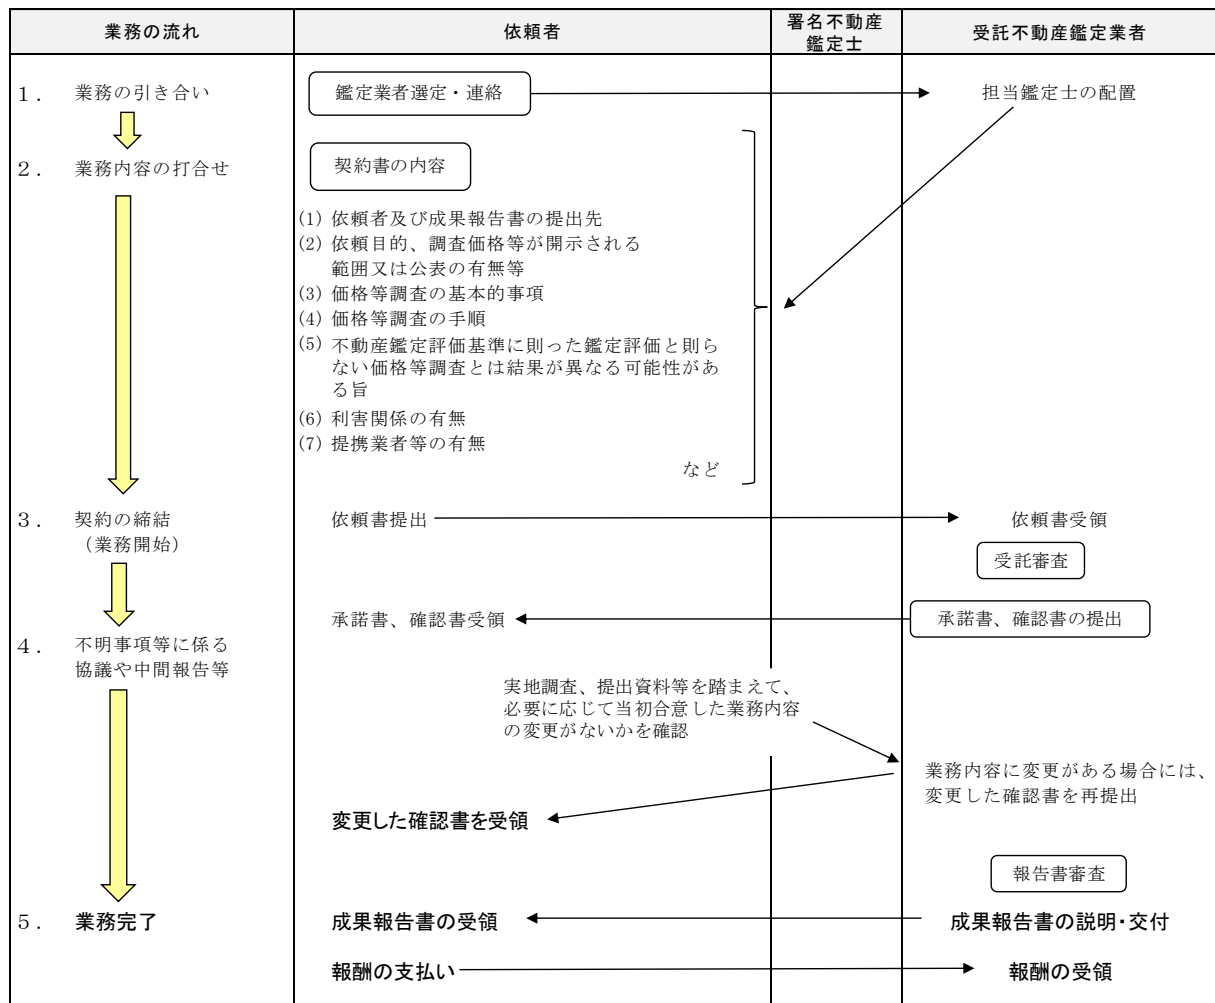 業務の流れ
依頼者
署名不動産
鑑定士
受託不動産鑑定業者
1. 業務の引き合い
鑑定業者選定・連絡
担当鑑定士の配置
2. 業務内容の打合せ
契約書の内容
(1) 依頼者及び成果報告書の提出先
(2) 依頼目的、調査価格等が開示される
範囲又は公表の有無等
(3) 価格等調査の基本的事項
(4) 価格等調査の手順
(5) 不動産鑑定評価基準に則った鑑定評価と則ら
ない価格等調査とは結果が異なる可能性があ
る旨
(6) 利害関係の有無
(7) 提携業者等の有無
など
3. 契約の締結
(業務開始)
依頼書提出
依頼書受領
受託審査
承諾書、確認書受領
承諾書、確認書の提出
4. 不明事項等に係る
協議や中間報告等
実地調査、提出資料等を踏まえて、
必要に応じて当初合意した業務内容
の変更がないかを確認
業務内容に変更がある場合には、
変更した確認書を再提出
変更した確認書を受領
報告書審査
5. 業務完了
成果報告書の受領
成果報告書の説明・交付
報酬の支払い
報酬の受領